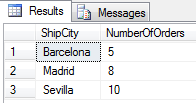 Results Messages
ShipCity NumberOfOrders
1 Barcelona 5
2 Madrid 8
3 Sevilla 10